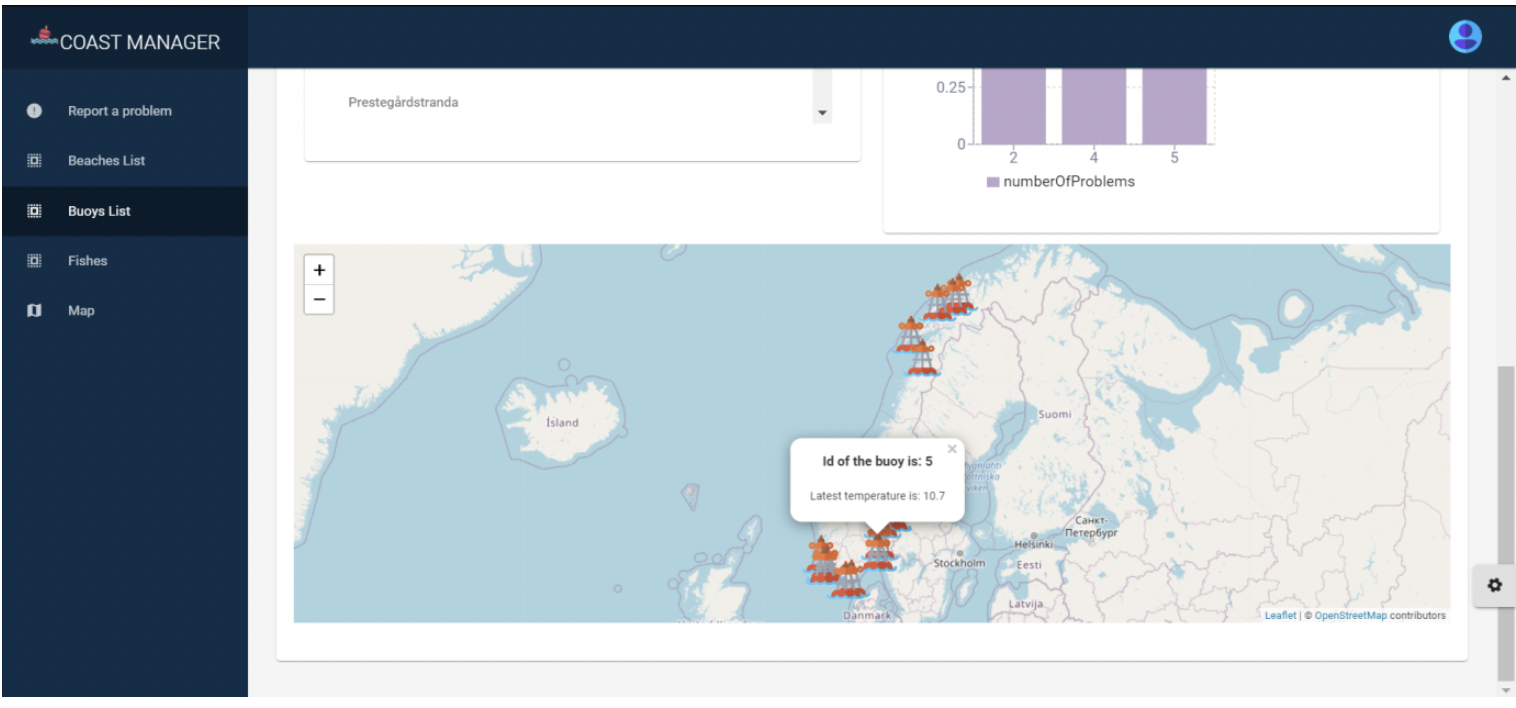 COAST MANAGER
Report a problem
Beaches List
Buoys List
Fishes
Map
Prestegårdstranda
0.25
0
2 4 5
numberOfProblems
+
−
Ísland
Suomi
Id of the buoy is: 5
×
Latest temperature is: 10.7
Санкт-
Петербург
Helsinki
Stockholm
Eesti
Latvija
Danmark
Leaflet | © OpenStreetMap contributors